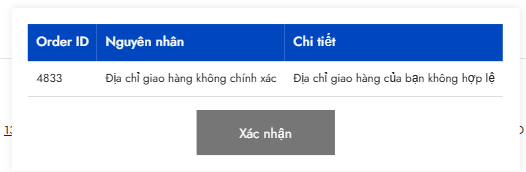 Order ID Nguyên nhân Chi tiết
4833 Địa chỉ giao hàng không chính xác Địa chỉ giao hàng của bạn không hợp lệ
Xác nhận